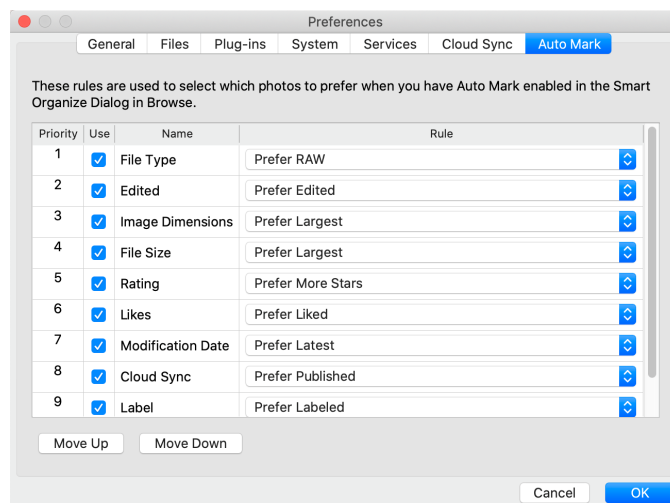 Preferences
General Files Plug-ins System Services Cloud Sync Auto Mark
These rules are used to select which photos to prefer when you have Auto Mark enabled in the Smart
Organize Dialog in Browse.
Priority Use Name Rule
1 File Type Prefer RAW
2 Edited Prefer Edited
3 Image Dimensions Prefer Largest
4 File Size Prefer Largest
5 Rating Prefer More Stars
6 Likes Prefer Liked
7 Modification Date Prefer Latest
8 Cloud Sync Prefer Published
9 Label Prefer Labeled
Move Up Move Down
Cancel OK